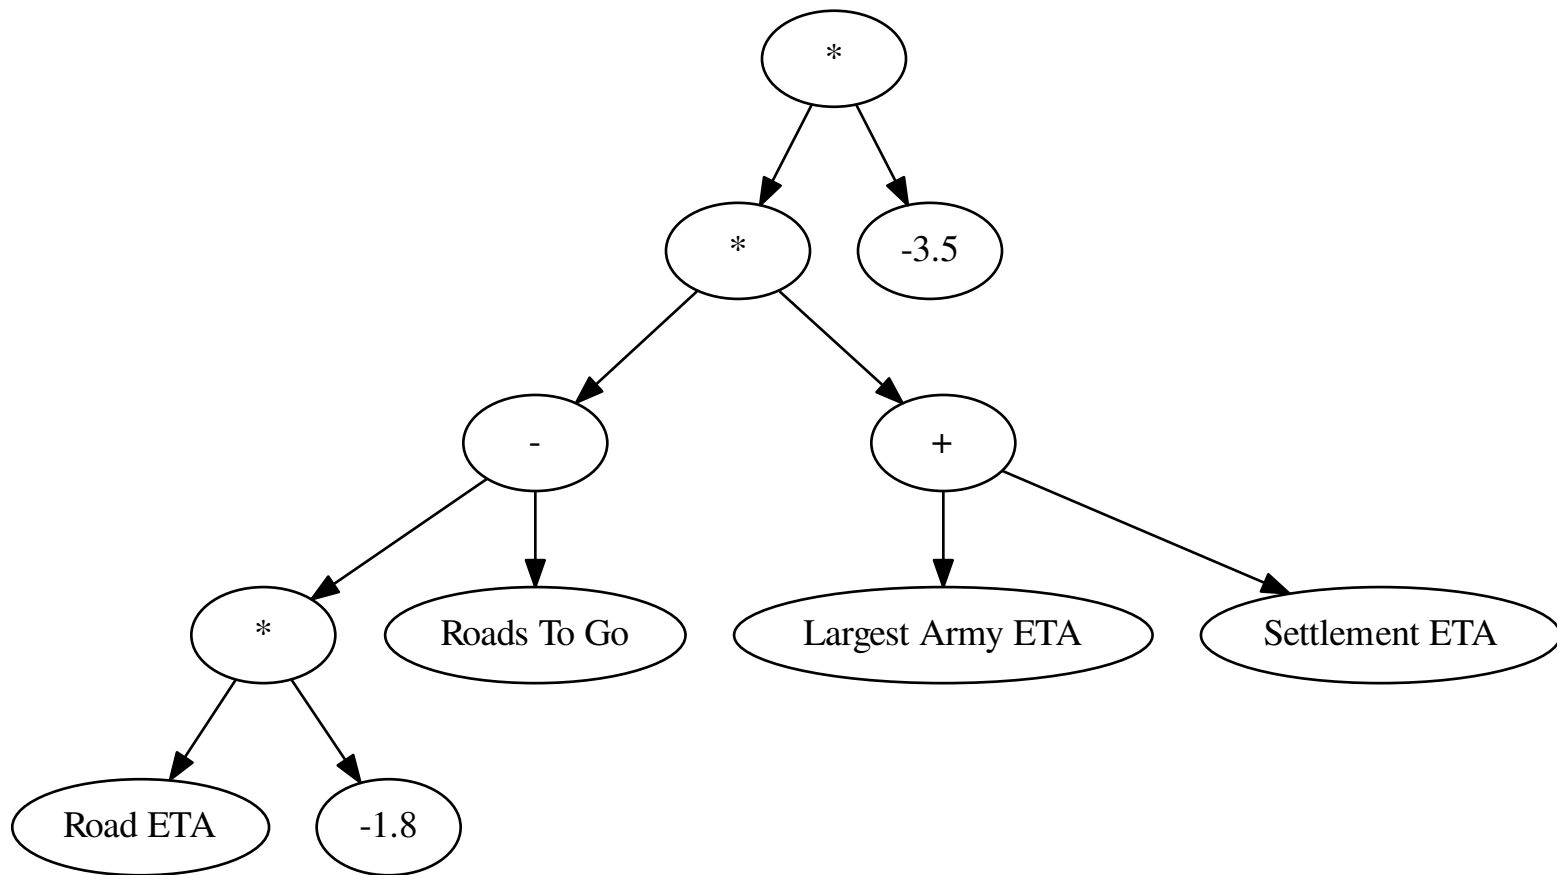 *
* -3.5
- +
* Roads To Go Largest Army ETA Settlement ETA
Road ETA -1.8